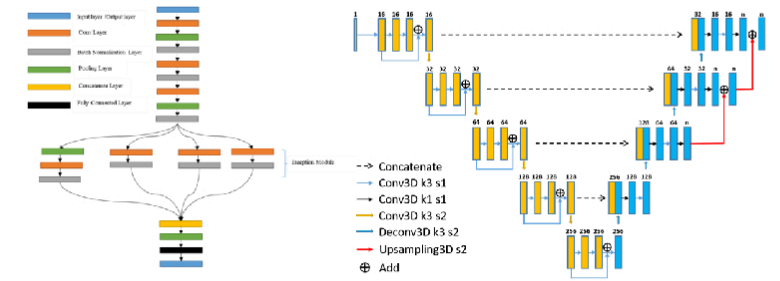 Input layer /Output layer
Conv layer
Batch Normalization Layer
Pooling Layer
Concatenate Layer
Fully Connected Layer
Inception Module
1 16 16 16 16 32 16 16 n n
32 32 32 32 64 32 32 n n
64 64 64 64 128 64 64 n
128 128 128 128 256 128 128
256 256 256 256
Concatenate
Conv3D k3 s1
Conv3D k1 s1
Conv3D k3 s2
Deconv3D k3 s2
Upsampling3D s2
Add